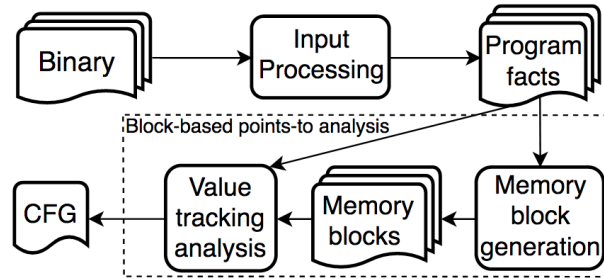 Binary
Input
Processing
Program
facts
Block-based points-to analysis
CFG
Value
tracking
analysis
Memory
blocks
Memory
block
generation